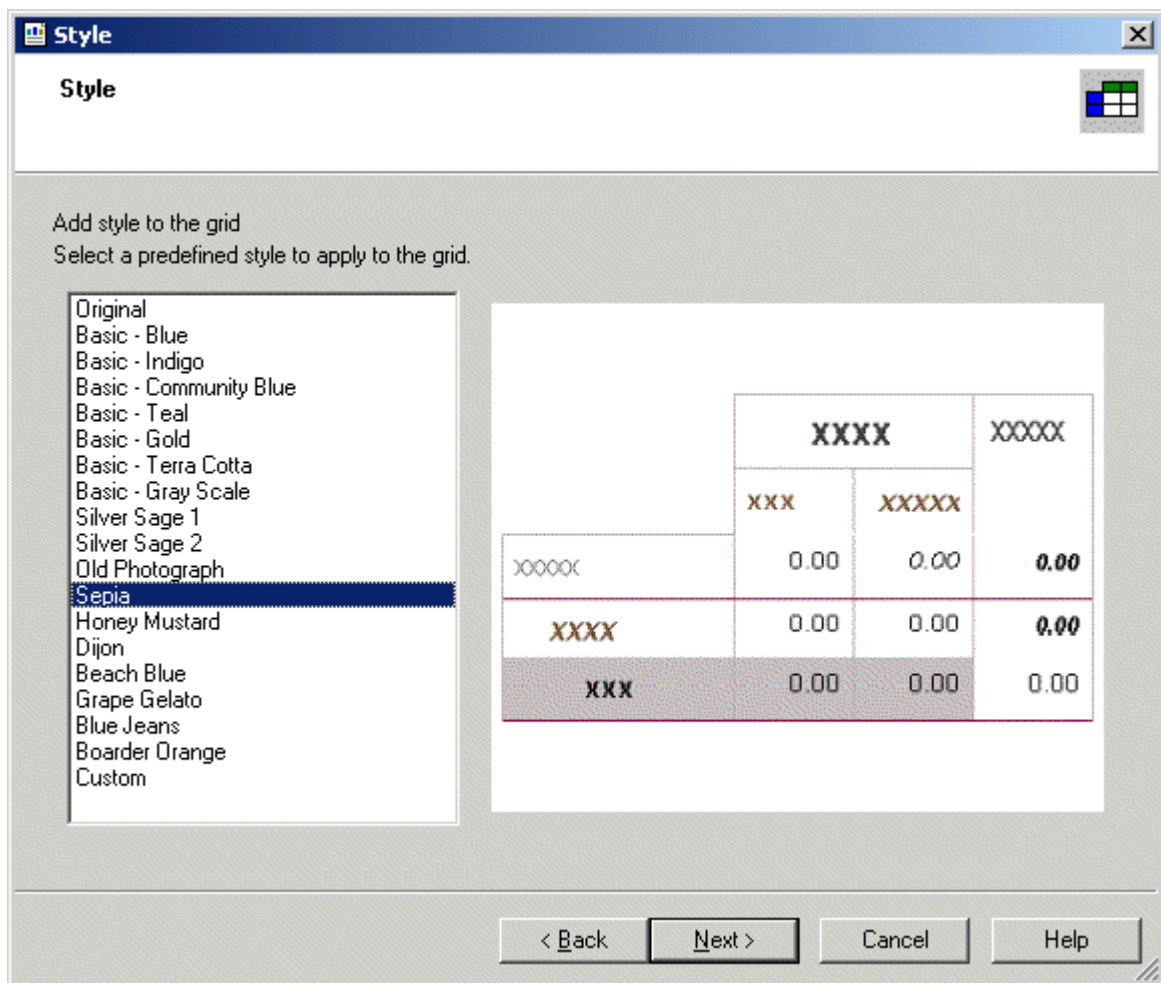 Style
Style
Add style to the grid
Select a predefined style to apply to the grid.
Original
Basic - Blue
Basic - Indigo
Basic - Community Blue
Basic - Teal
Basic - Gold
Basic - Terra Cotta
Basic - Gray Scale
Silver Sage 1
Silver Sage 2
Old Photograph
Sepia
Honey Mustard
Dijon
Beach Blue
Grape Gelato
Blue Jeans
Boarder Orange
Custom
XXXX XXXXX
XXX XXXXX
XXXXX 0.00 0.00 0.00
XXXX 0.00 0.00 0.00
XXX 0.00 0.00 0.00
< Back Next > Cancel Help